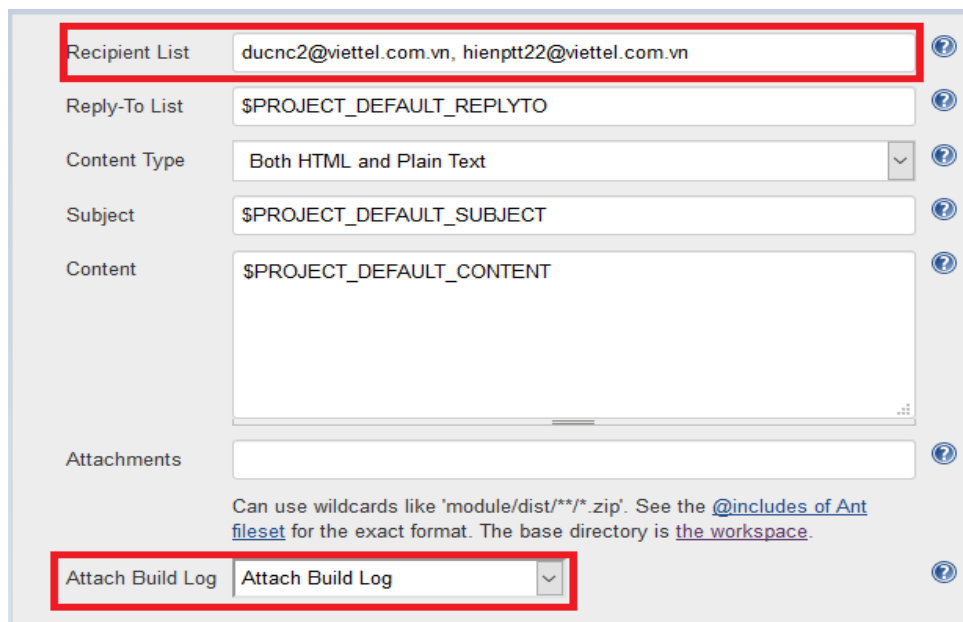 Recipient List ducnc2@viettel.com.vn, hienptt22@viettel.com.vn
Reply-To List $PROJECT_DEFAULT_REPLYTO
Content Type Both HTML and Plain Text
Subject $PROJECT_DEFAULT_SUBJECT
Content $PROJECT_DEFAULT_CONTENT
Attachments
Can use wildcards like 'module/dist/**/*.zip'. See the @includes of Ant
fileset for the exact format. The base directory is the workspace.
Attach Build Log Attach Build Log